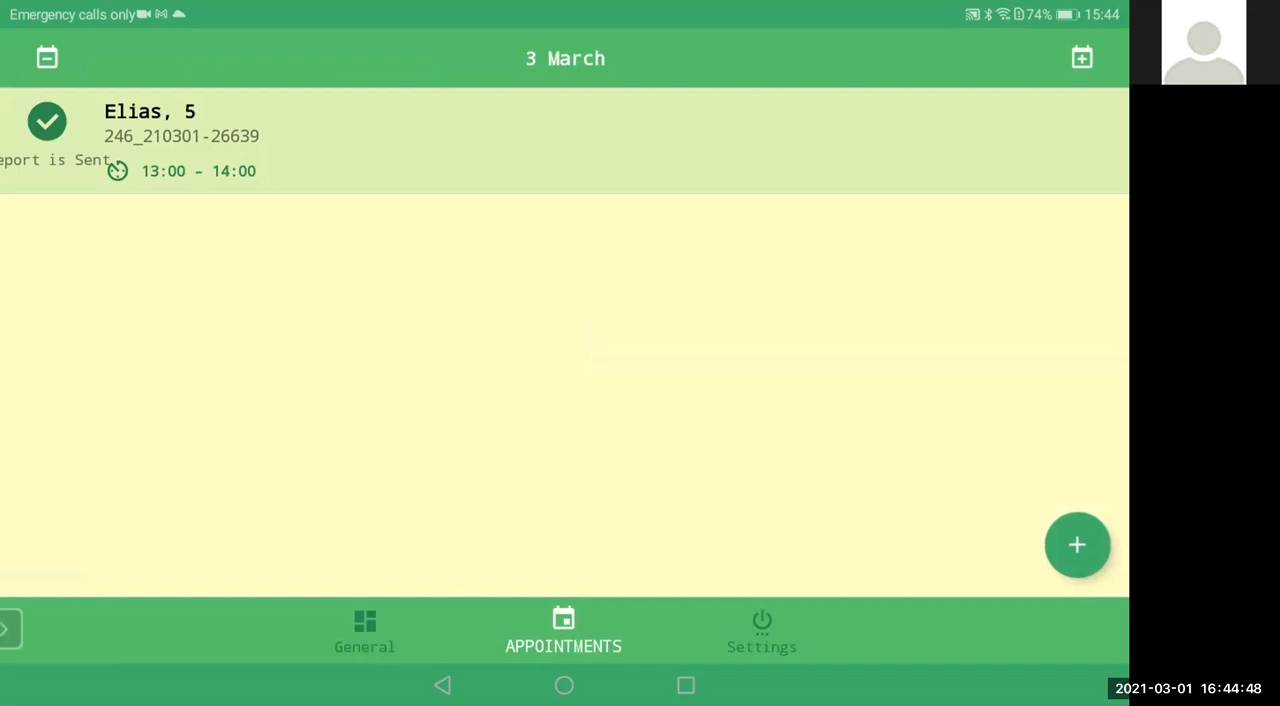 Emergency calls only
74% 15:44
3 March
Elias, 5
246_210301-26639
eport is Sent
13:00 - 14:00
General
APPOINTMENTS
Settings
2021-03-01 16:44:48